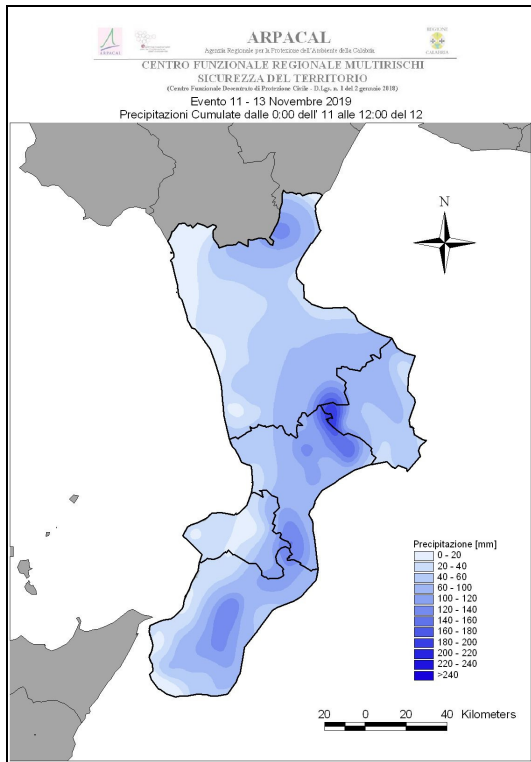 ARPACAL
Agenzia Regionale per la Protezione dell'Ambiente della Calabria
CENTRO FUNZIONALE REGIONALE MULTIRISCHI
SICUREZZA DEL TERRITORIO
(Centro Funzionale Decentrato di Protezione Civile - D.Lgs. n. 1 del 2 gennaio 2018)
Evento 11 - 13 Novembre 2019
Precipitazioni Cumulate dalle 0:00 dell' 11 alle 12:00 del 12
N
Precipitazione [mm]
0 - 20
20 - 40
40 - 60
60 - 100
100 - 120
120 - 140
140 - 160
160 - 180
180 - 200
200 - 220
220 - 240
>240
20 0 20 40 Kilometers